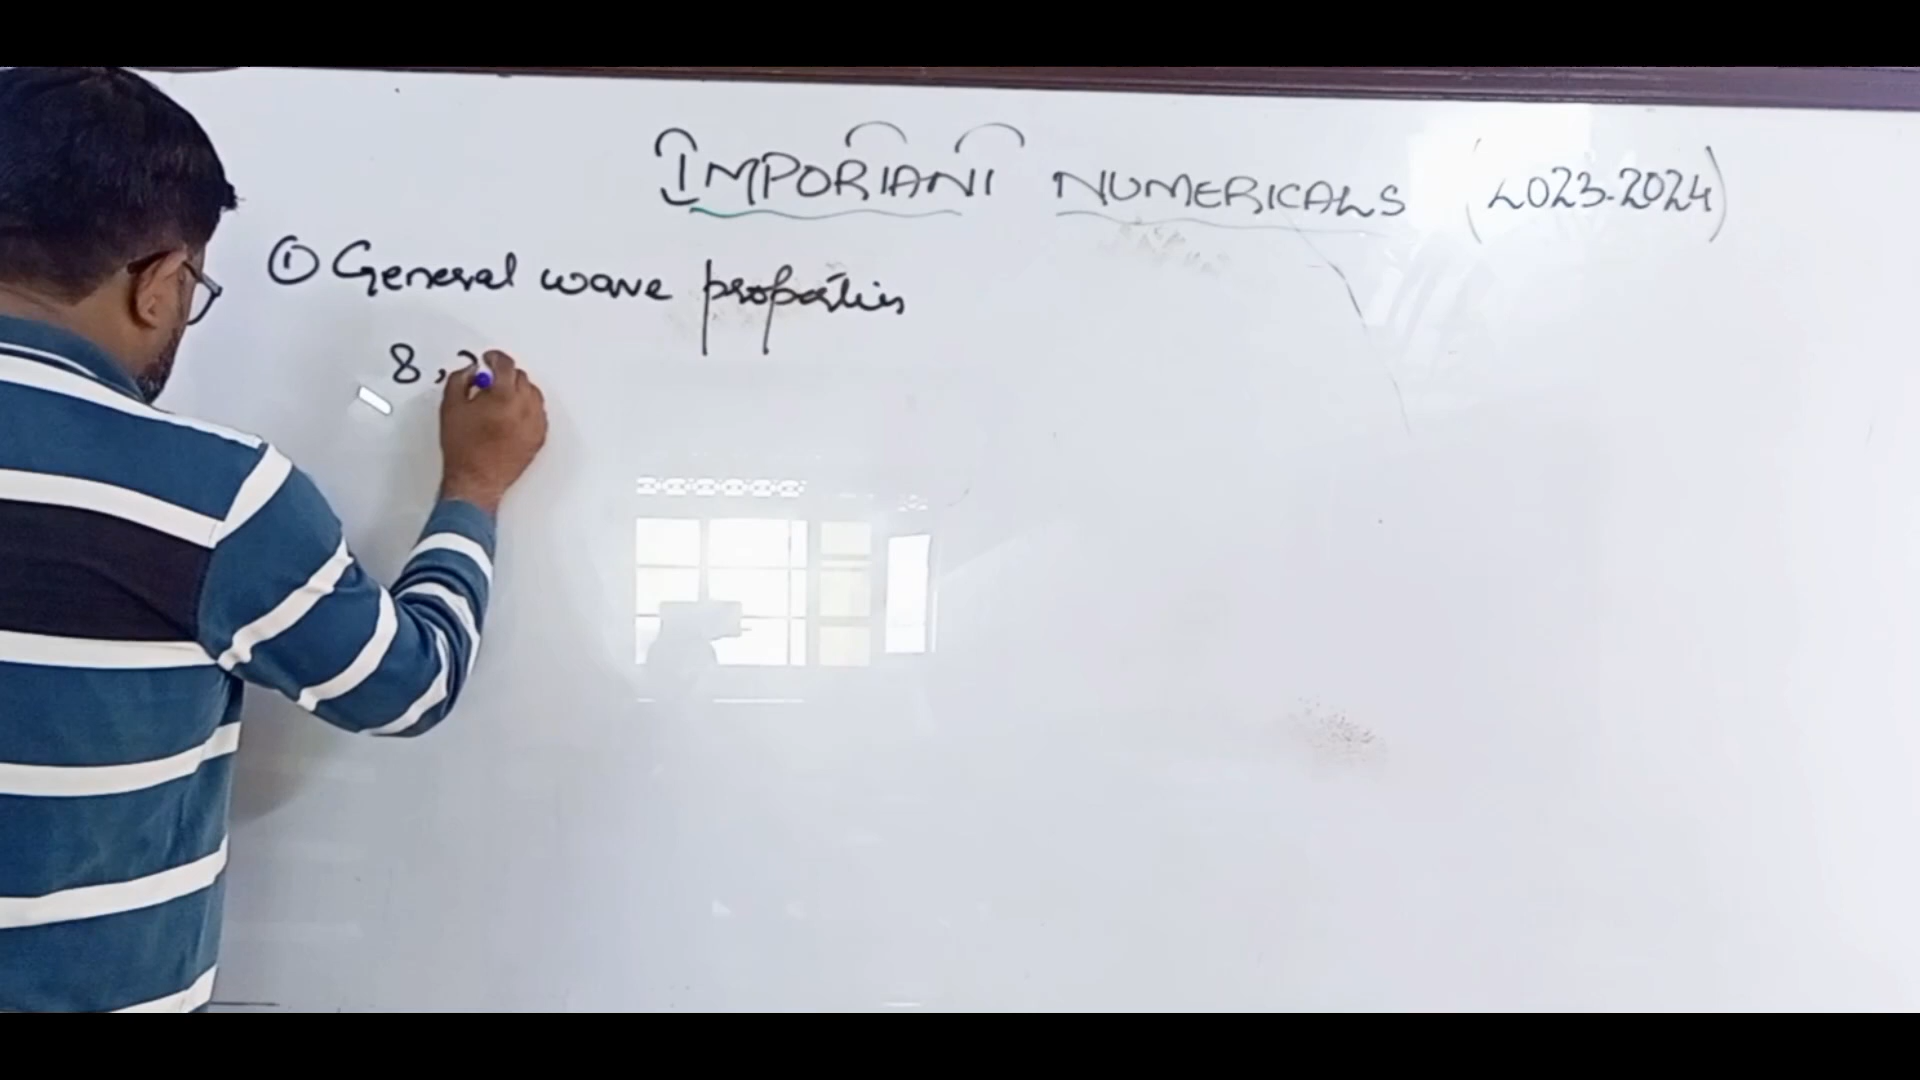 IMPORTANT NUMERICALS (2023-2024)
① General wave properties
8,